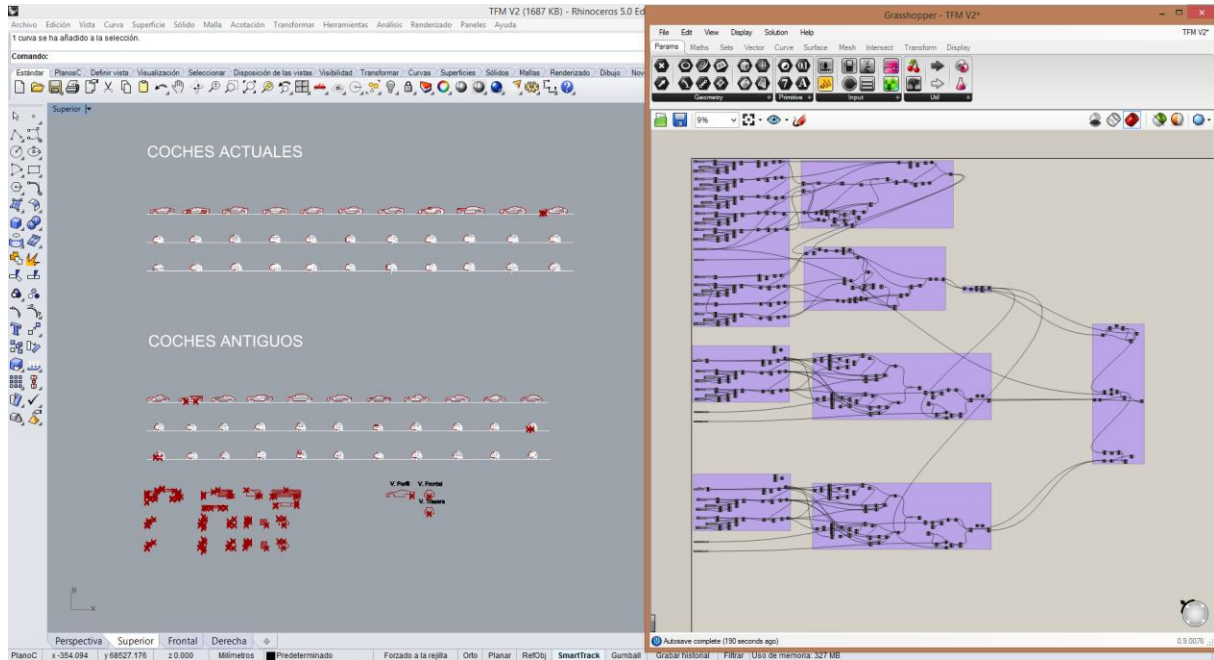 TFM V2 (1687 KB) - Rhinoceros 5.0 Ed
Archivo Edición Vista Curva Superficie Sólido Malla Acotación Transformar Herramientas Análisis Renderizado Paneles Ayuda
1 curva se ha añadido a la selección.
Comando:
Estándar PlanosC Definir vista Visualización Seleccionar Disposición de las vistas Visibilidad Transformar Curvas Superficies Sólidos Mallas Renderizado Dibujo Nov
Superior
COCHES ACTUALES
COCHES ANTIGUOS
V. Perfil V. Frontal
V. Trasera
y
x
Perspectiva Superior Frontal Derecha
PlanoC x -354.094 y 68527.176 z 0.000 Milímetros Predeterminado Forzado a la rejilla Orto Planar RefObj SmartTrack Gumball Grabar historial Filtrar Uso de memoria: 327 MB
Grasshopper - TFM V2*
File Edit View Display Solution Help TFM V2*
Params Maths Sets Vector Curve Surface Mesh Intersect Transform Display
Geometry Primitive Input Util
9%
Autosave complete (190 seconds ago) 0.9.0076